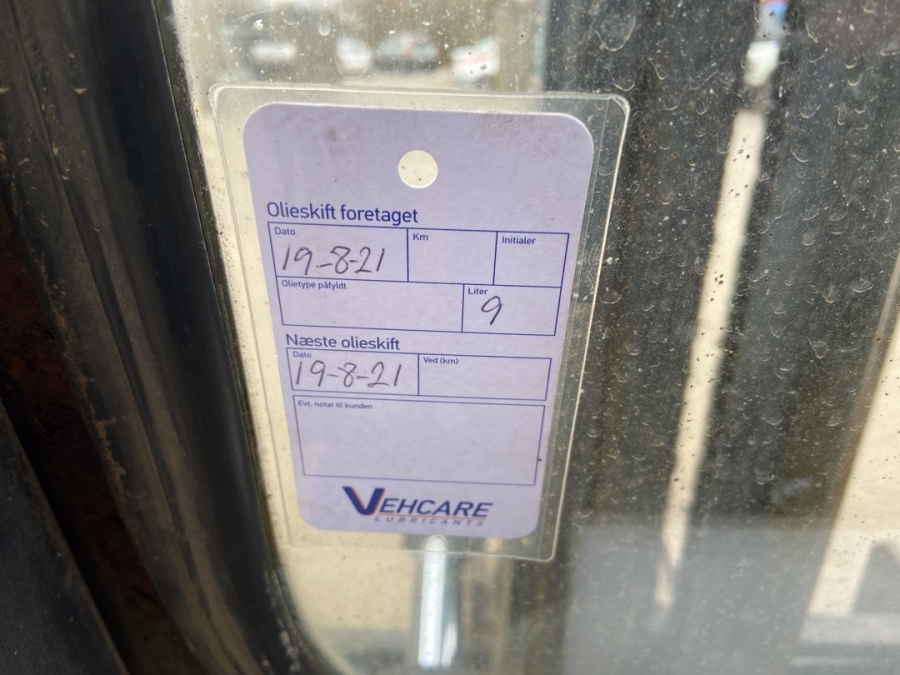 Olieskift foretaget
Dato Km Initialer
19-8-21
Olietype påfyldt Liter
9
Næste olieskift
Dato Ved (km)
19-8-21
Evt. notat til kunden
VEHCARE
LUBRICANTS